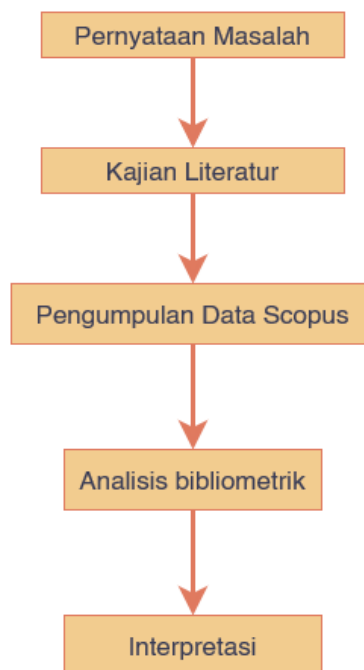 Pernyataan Masalah
Kajian Literatur
Pengumpulan Data Scopus
Analisis bibliometrik
Interpretasi